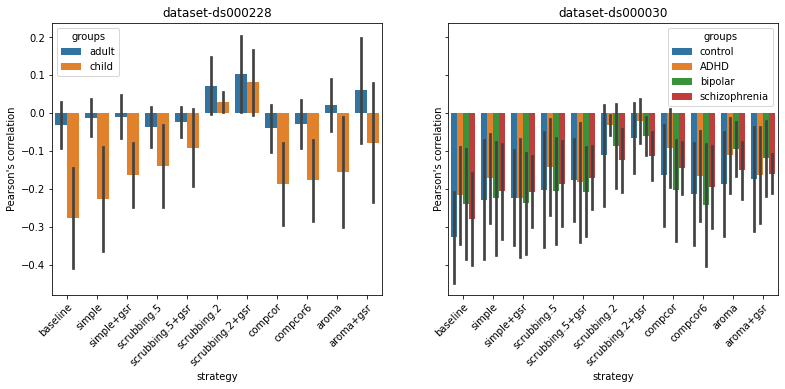 dataset-ds000228
groups
adult
child
0.2
0.1
0.0
−0.1
−0.2
−0.3
−0.4
Pearson's correlation
baseline
simple
simple+gsr
scrubbing.5
scrubbing.5+gsr
scrubbing.2
scrubbing.2+gsr
compcor
compcor6
aroma
aroma+gsr
strategy
dataset-ds000030
groups
control
ADHD
bipolar
schizophrenia
Pearson's correlation
baseline
simple
simple+gsr
scrubbing.5
scrubbing.5+gsr
scrubbing.2
scrubbing.2+gsr
compcor
compcor6
aroma
aroma+gsr
strategy